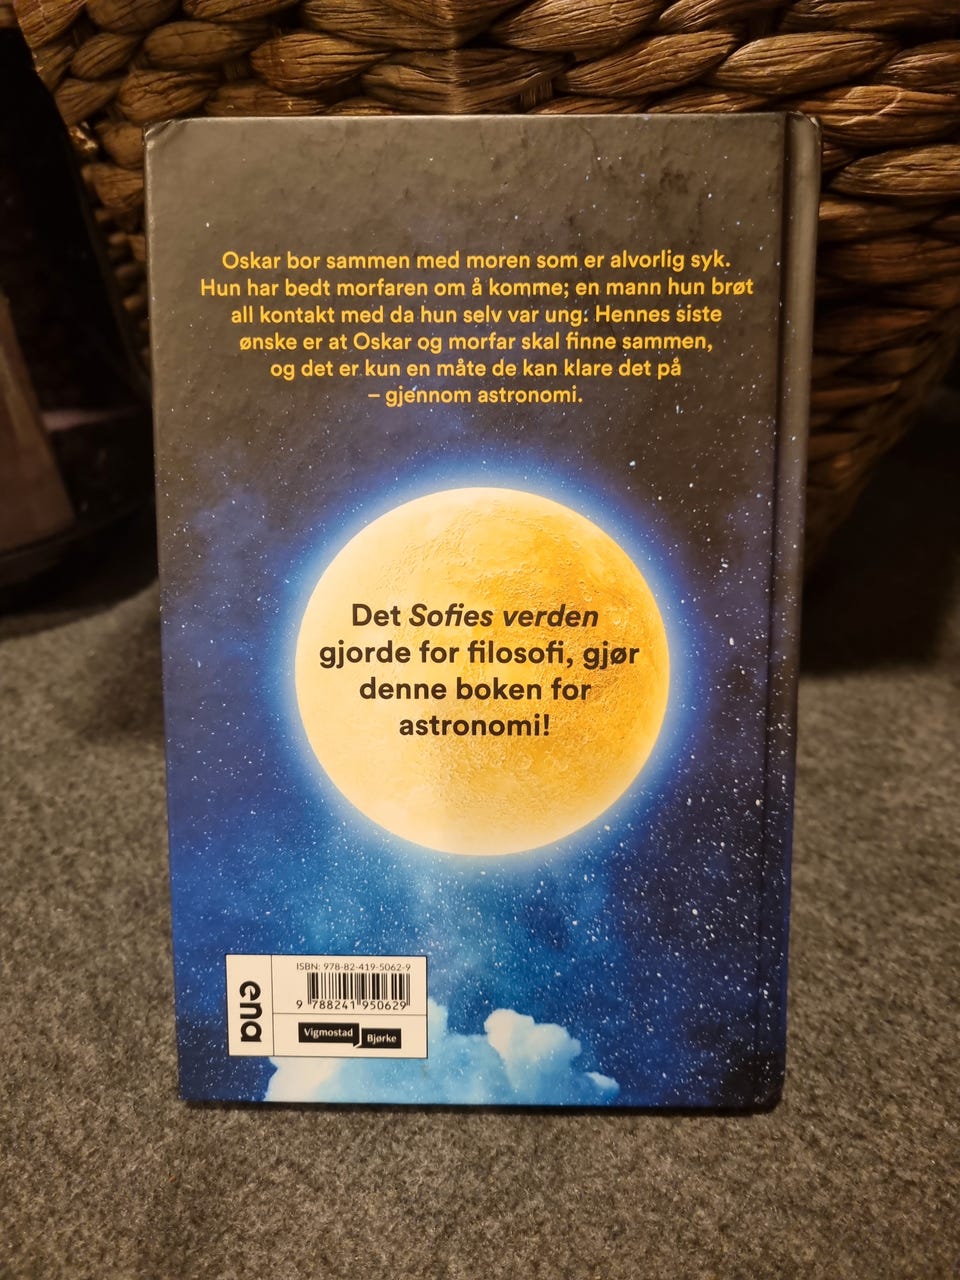 Oskar bor sammen med moren som er alvorlig syk.
Hun har bedt morfaren om å komme; en mann hun brøt
all kontakt med da hun selv var ung. Hennes siste
ønske er at Oskar og morfar skal finne sammen,
og det er kun en måte de kan klare det på
– gjennom astronomi.
Det Sofies verden
gjorde for filosofi, gjør
denne boken for
astronomi!
ena
ISBN: 978-82-419-5062-9
9 788241 950629
Vigmostad
Bjørke